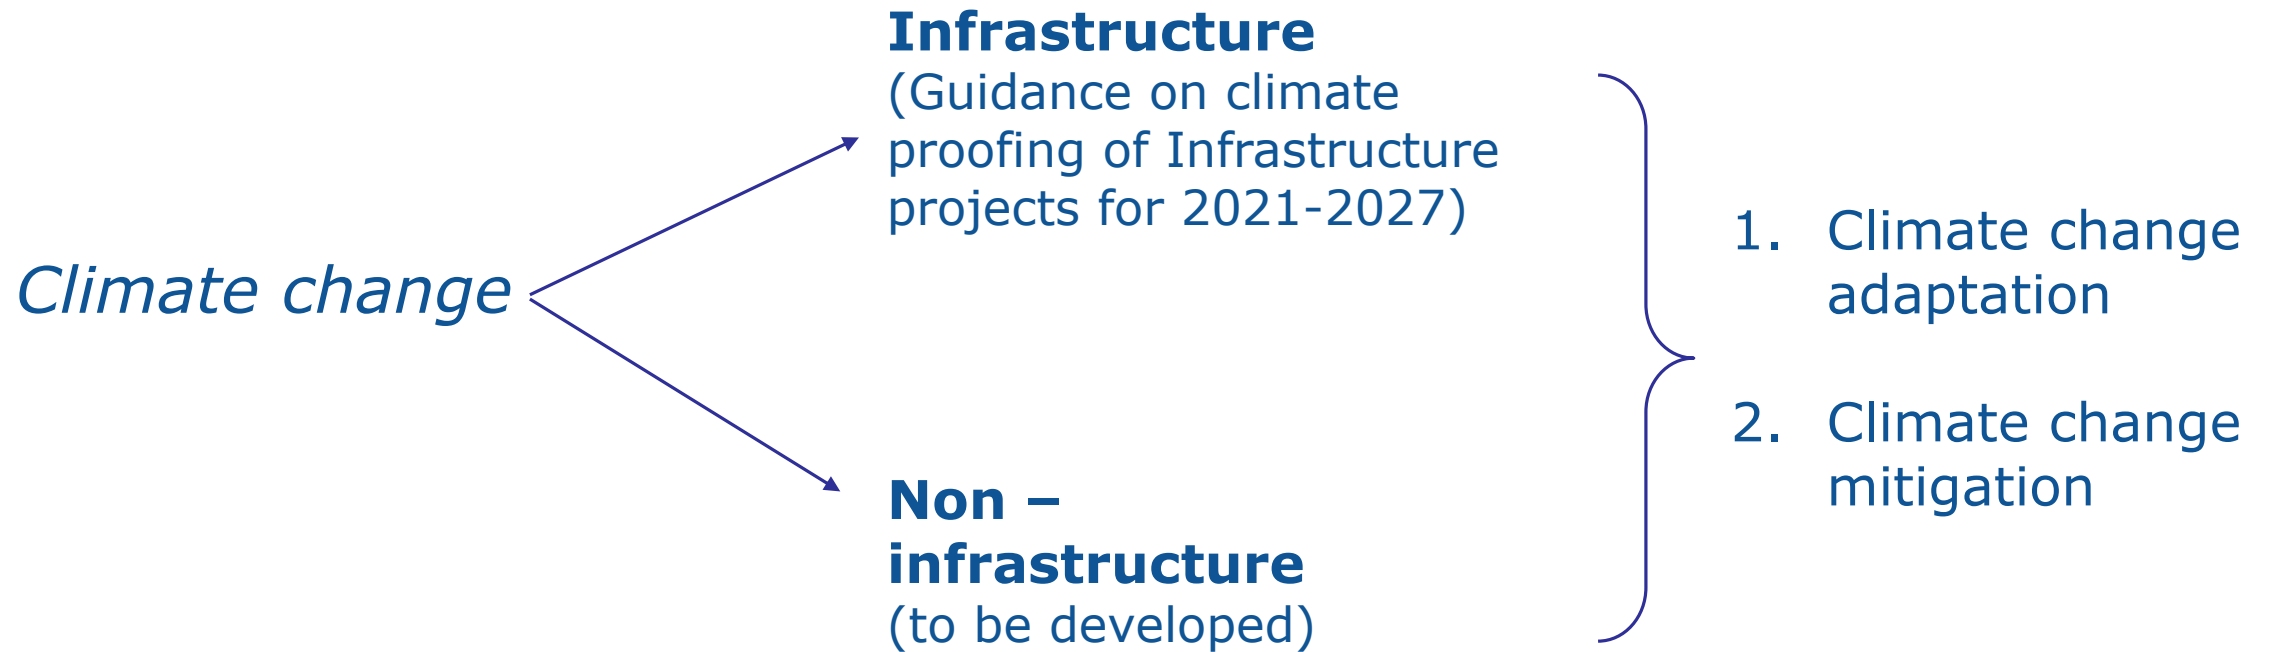 Climate change
Infrastructure
(Guidance on climate
proofing of Infrastructure
projects for 2021-2027)
Non –
infrastructure
(to be developed)
1. Climate change
adaptation
2. Climate change
mitigation